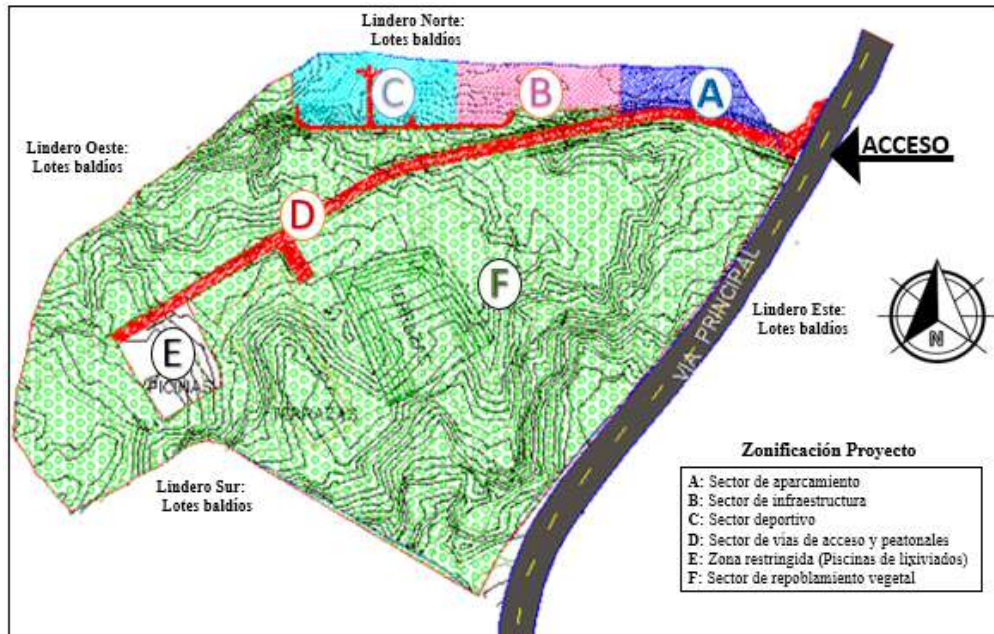 Lindero Norte:
Lotes baldíos
C
B
A
Lindero Oeste:
Lotes baldíos
ACCESO
D
F
VIA PRINCIPAL
Lindero Este:
Lotes baldíos
N
E
Lindero Sur:
Lotes baldíos
Zonificación Proyecto
A: Sector de aparcamiento
B: Sector de infraestructura
C: Sector deportivo
D: Sector de vías de acceso y peatonales
E: Zona restringida (Piscinas de lixiviados)
F: Sector de repoblamiento vegetal